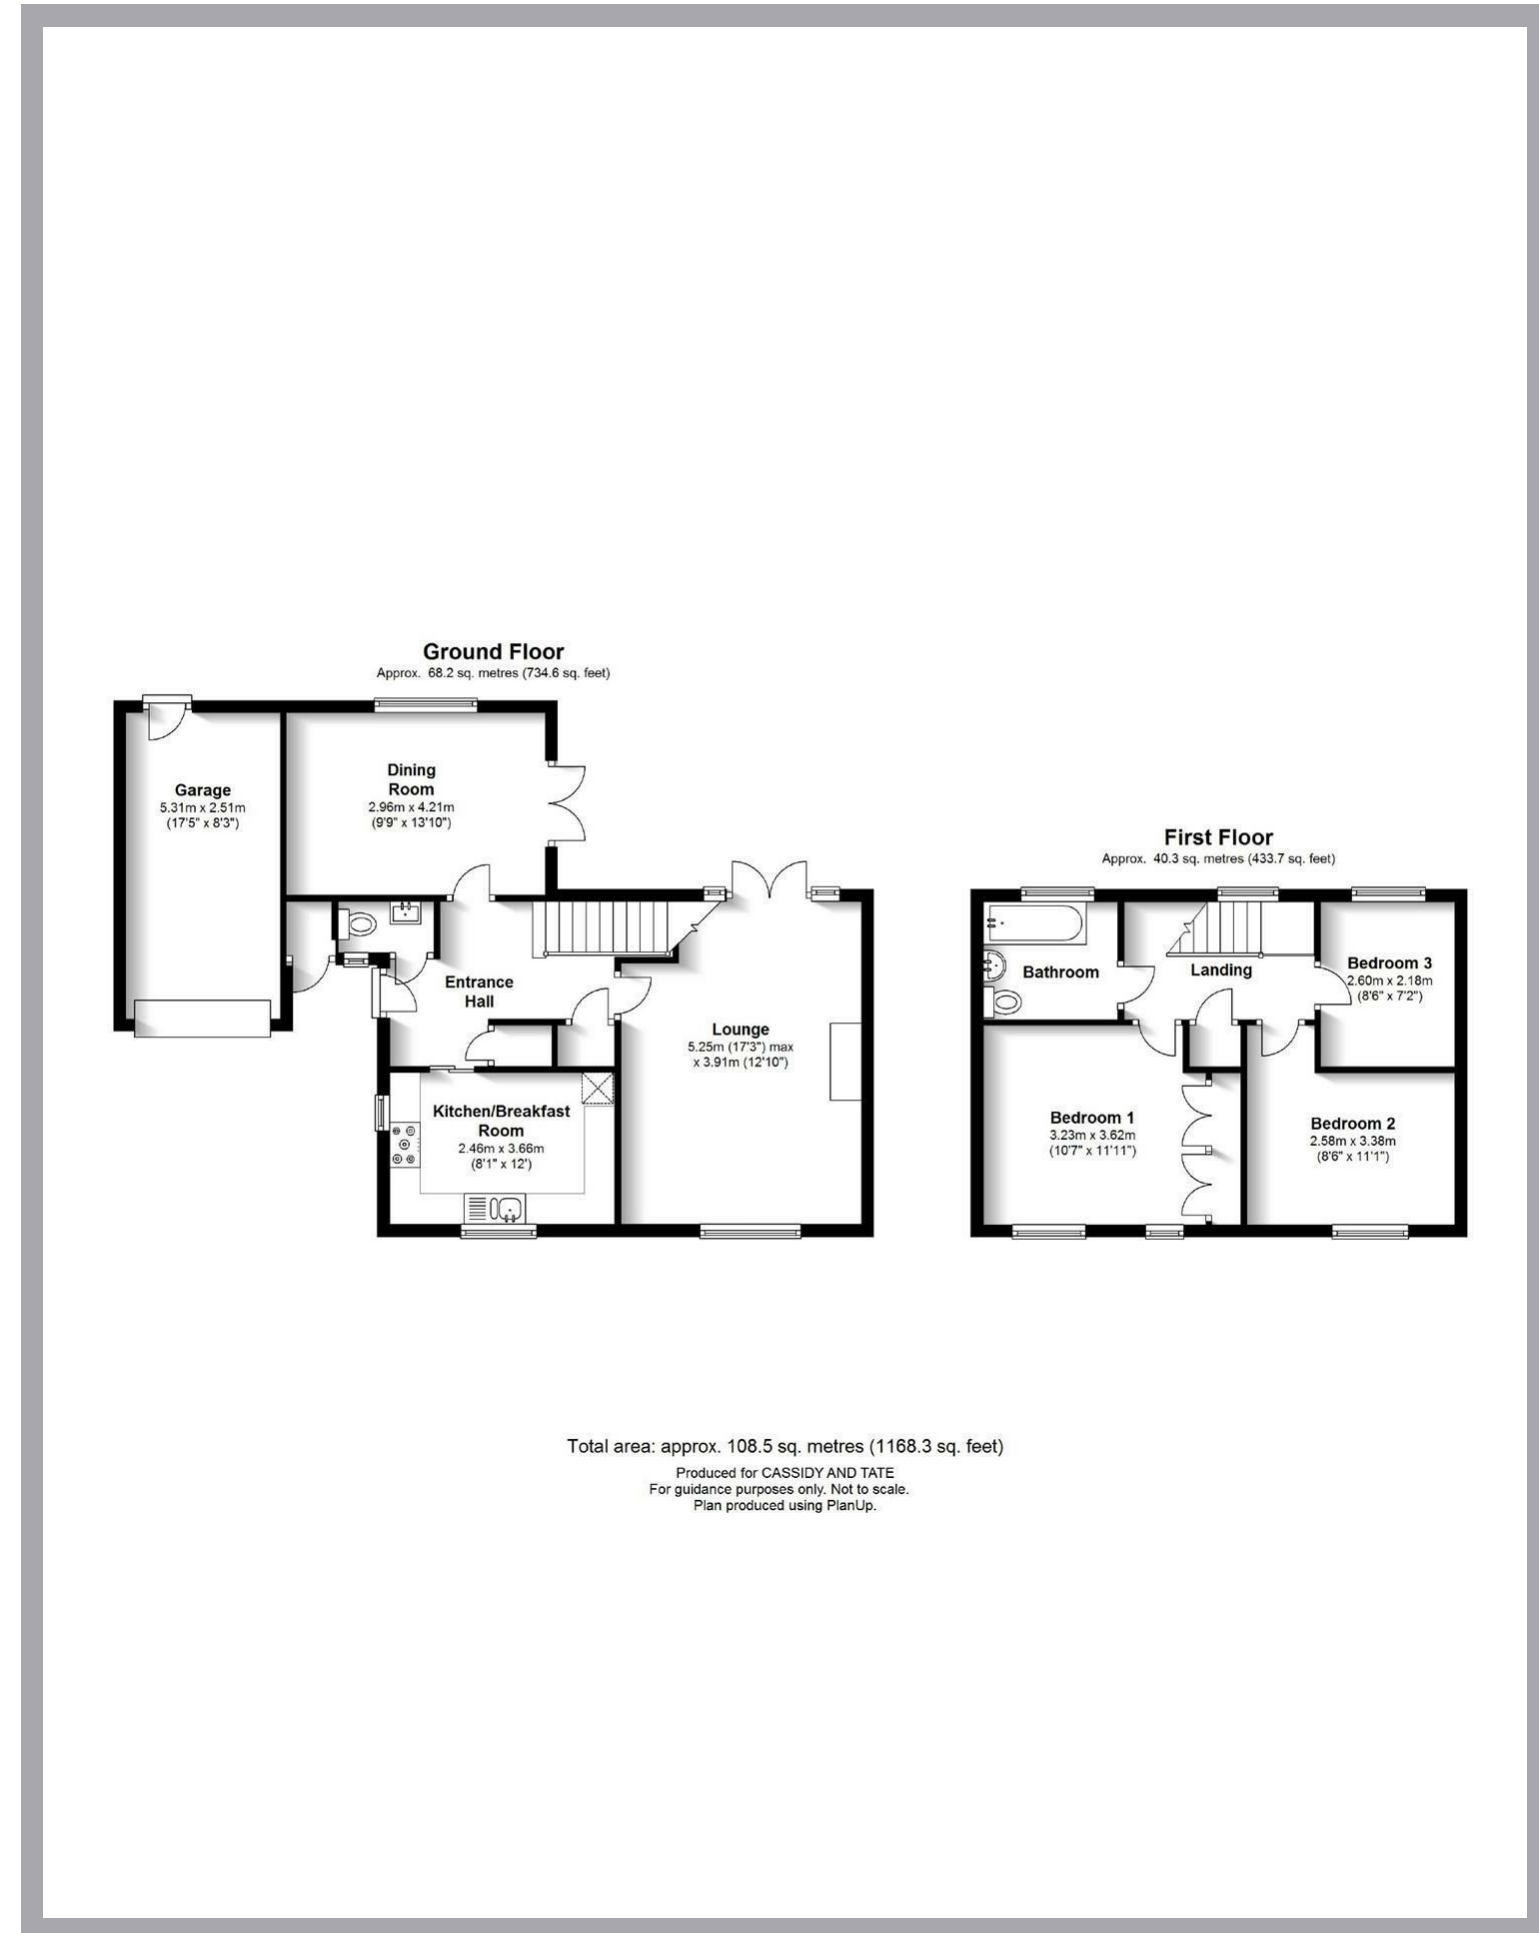 Ground Floor
Approx. 68.2 sq. metres (734.6 sq. feet)
Garage
5.31m x 2.51m
(17'5" x 8'3")
Dining
Room
2.96m x 4.21m
(9'9" x 13'10")
Entrance
Hall
Lounge
5.25m (17'3") max
x 3.91m (12'10")
Kitchen/Breakfast
Room
2.46m x 3.66m
(8'1" x 12')
First Floor
Approx. 40.3 sq. metres (433.7 sq. feet)
Bathroom
Landing
Bedroom 3
2.60m x 2.18m
(8'6" x 7'2")
Bedroom 1
3.23m x 3.62m
(10'7" x 11'11")
Bedroom 2
2.58m x 3.38m
(8'6" x 11'1")
Total area: approx. 108.5 sq. metres (1168.3 sq. feet)
Produced for CASSIDY AND TATE
For guidance purposes only. Not to scale.
Plan produced using PlanUp.